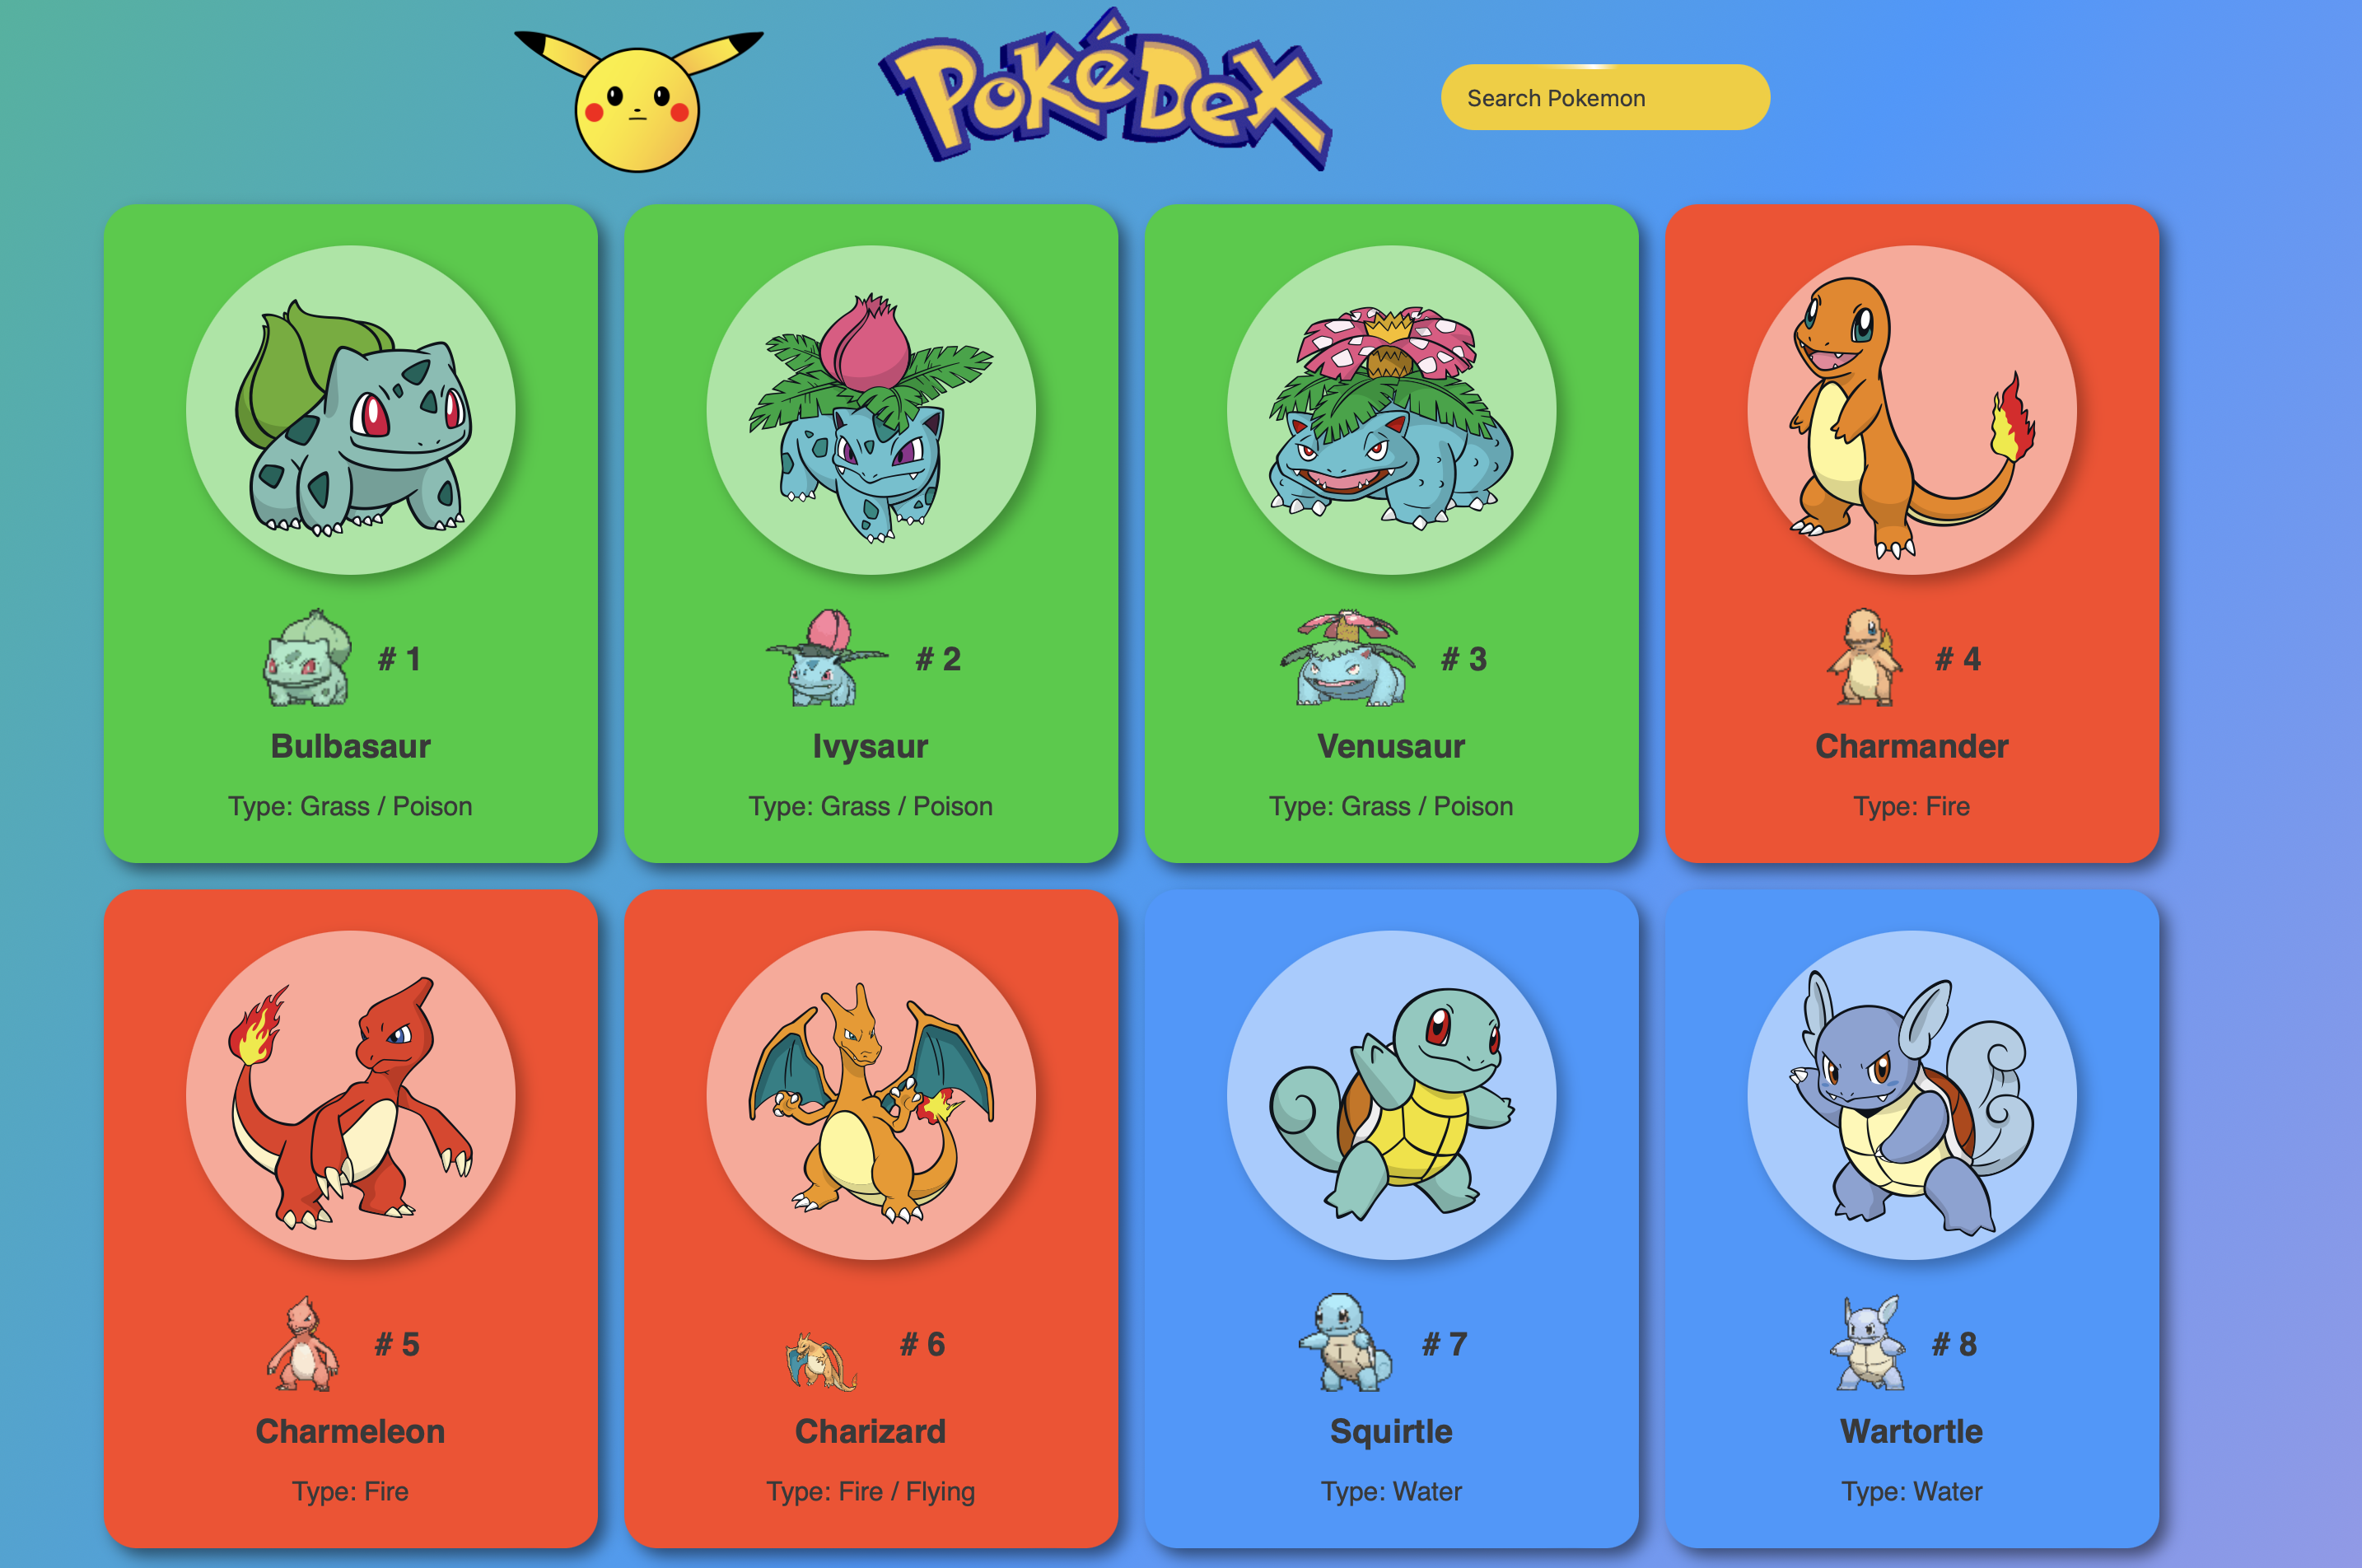 PokéDex
Search Pokemon
# 1
Bulbasaur
Type: Grass / Poison
# 2
Ivysaur
Type: Grass / Poison
# 3
Venusaur
Type: Grass / Poison
# 4
Charmander
Type: Fire
# 5
Charmeleon
Type: Fire
# 6
Charizard
Type: Fire / Flying
# 7
Squirtle
Type: Water
# 8
Wartortle
Type: Water